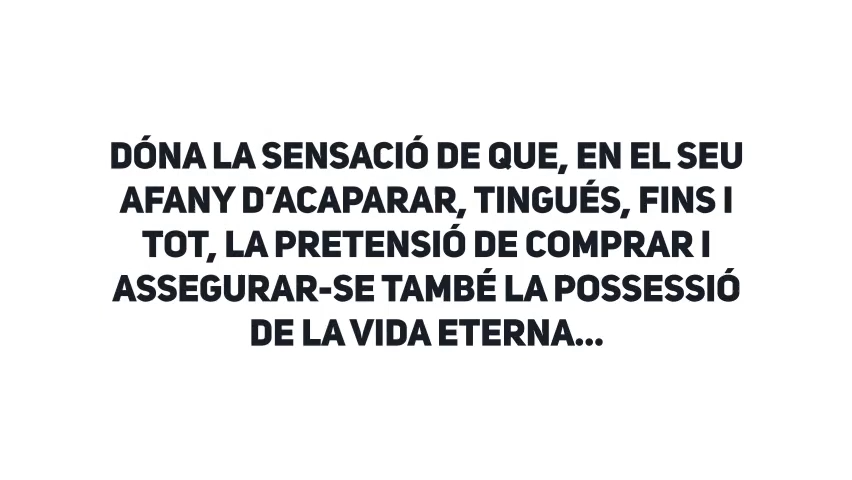 DÓNA LA SENSACIÓ DE QUE, EN EL SEU
AFANY D’ACAPARAR, TINGUÉS, FINS I
TOT, LA PRETENSIÓ DE COMPRAR I
ASSEGURAR-SE TAMBÉ LA POSSESSIÓ
DE LA VIDA ETERNA...